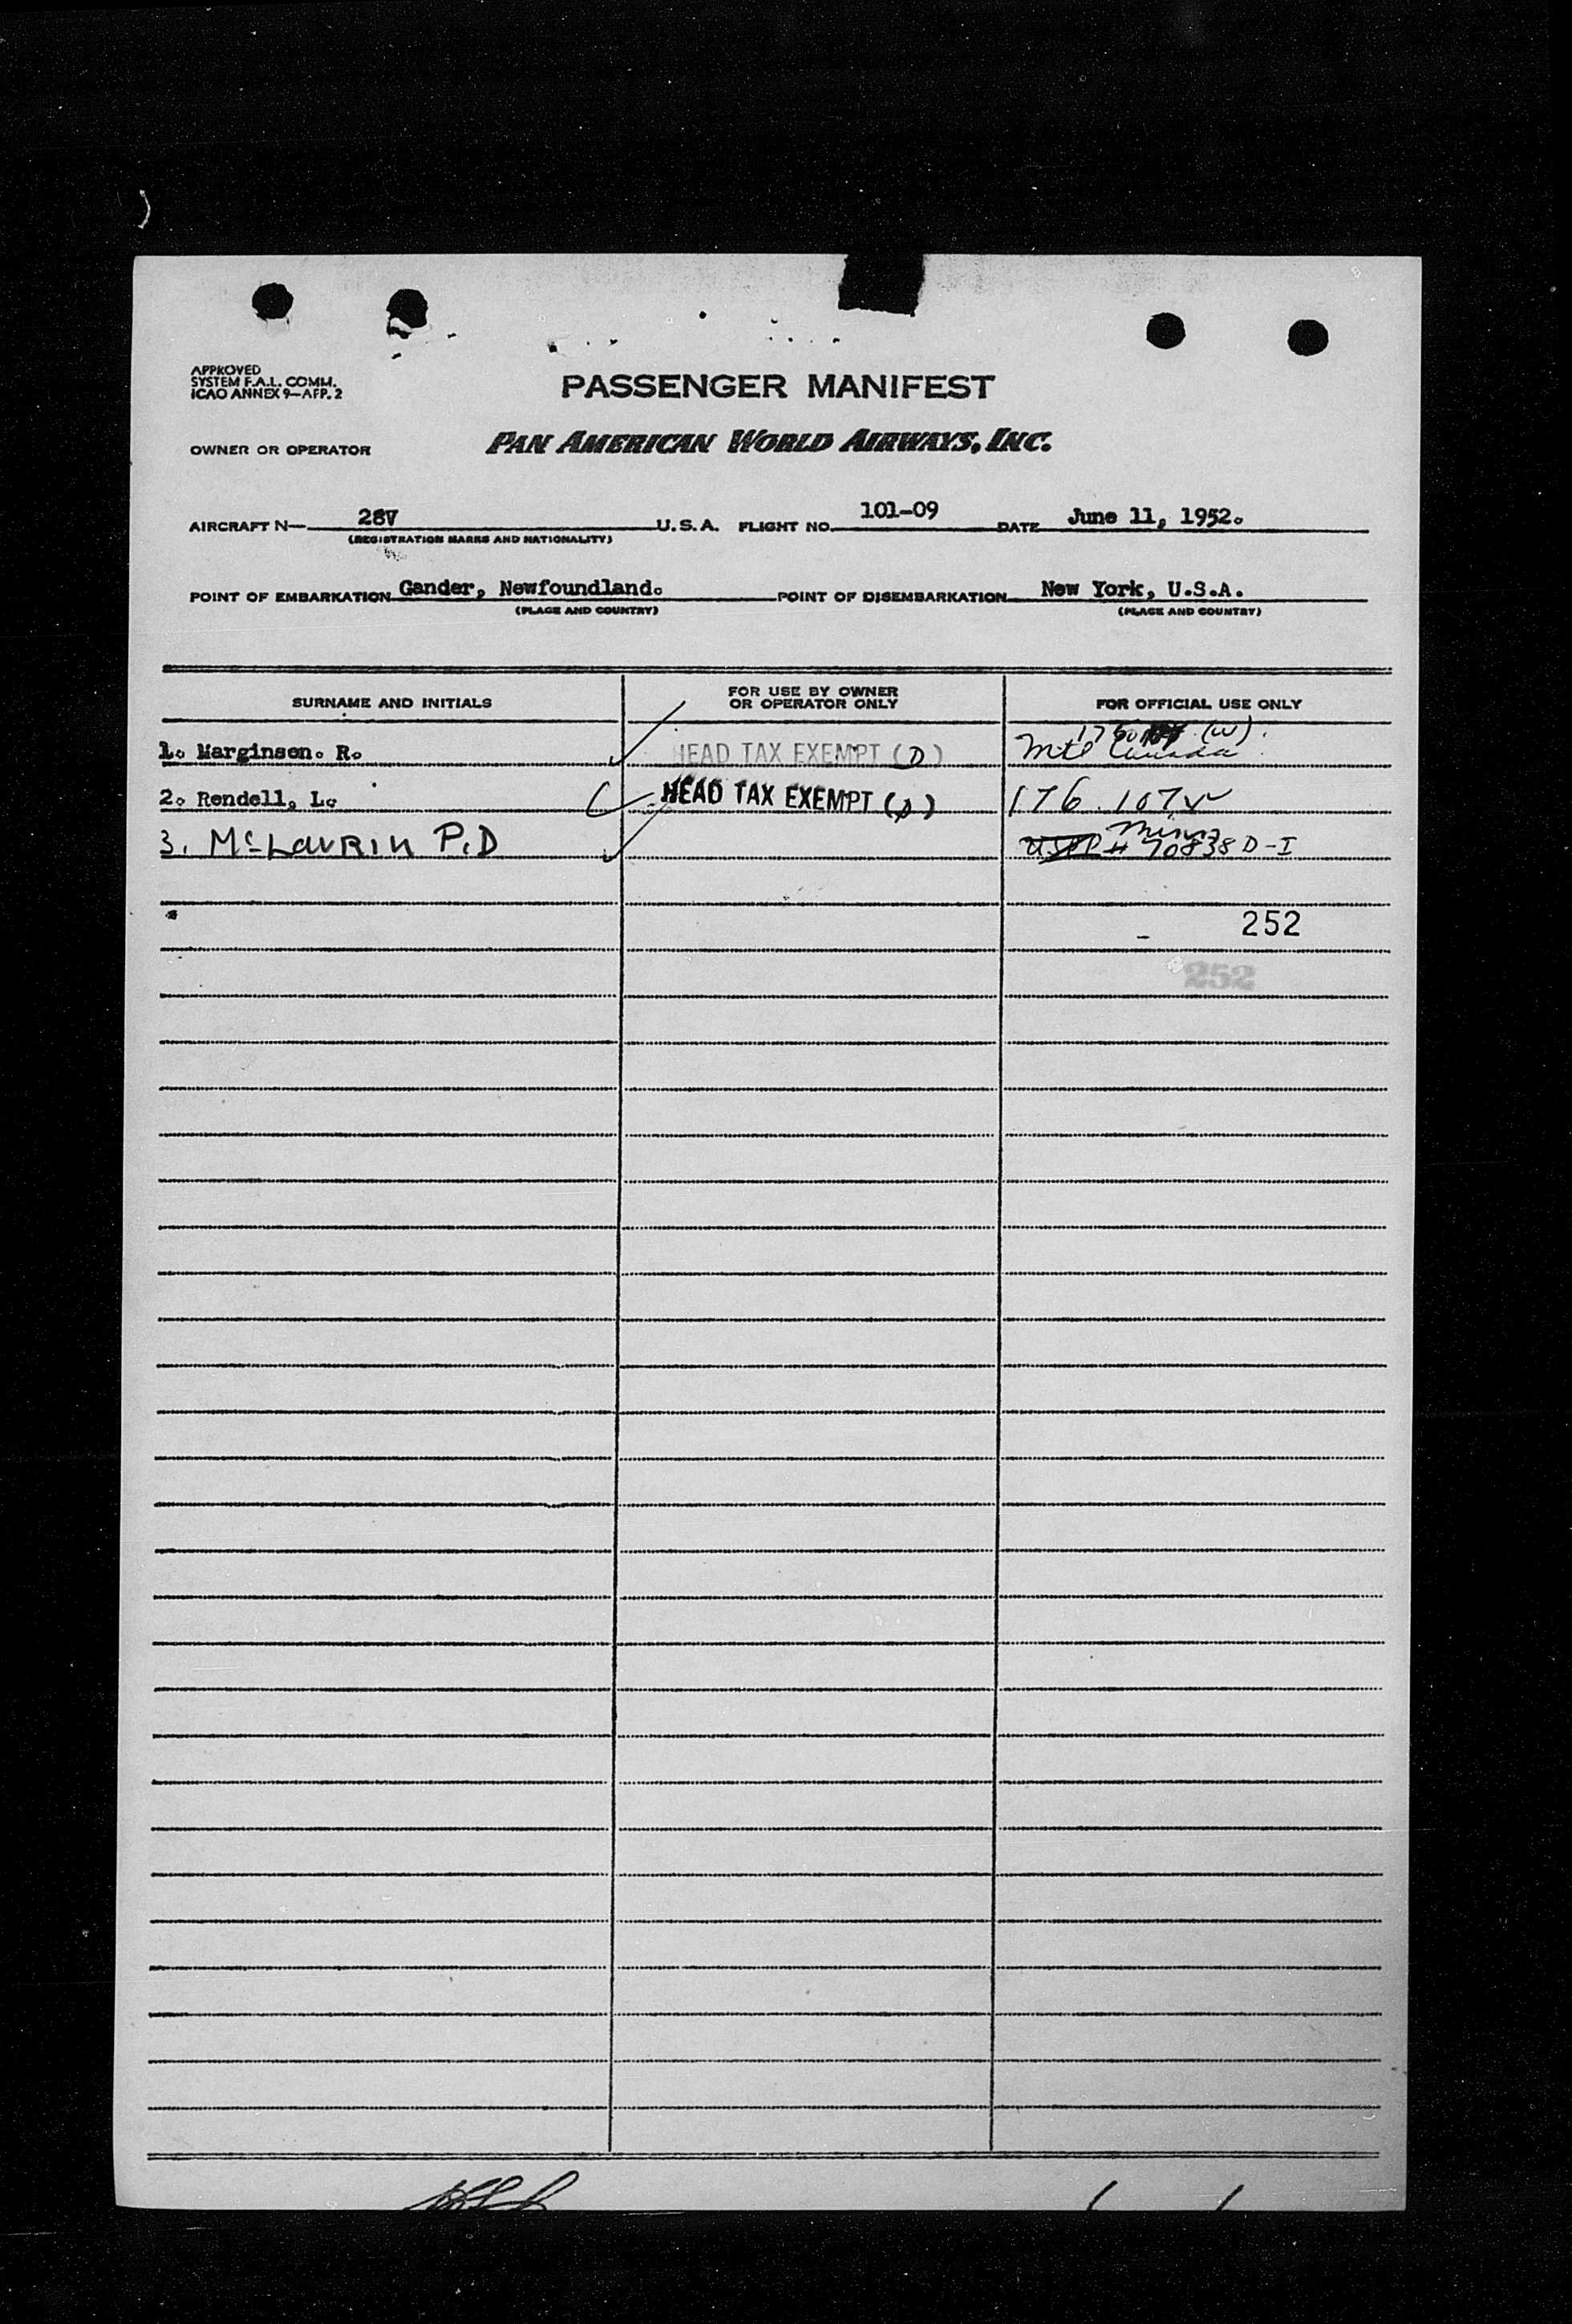 APPROVED
SYSTEM F.A.L. COMM.
ICAO ANNEX 9—APP. 2
PASSENGER MANIFEST
OWNER OR OPERATOR PAN AMERICAN WORLD AIRWAYS, INC.
AIRCRAFT N— 28V U.S.A. FLIGHT NO. 101-09 DATE June 11, 1952.
(REGISTRATION MARKS AND NATIONALITY)
POINT OF EMBARKATION Gander, Newfoundland. POINT OF DISEMBARKATION New York, U.S.A.
(PLACE AND COUNTRY) (PLACE AND COUNTRY)
SURNAME AND INITIALS FOR USE BY OWNER OR OPERATOR ONLY FOR OFFICIAL USE ONLY
1. Marginson. R. HEAD TAX EXEMPT (D) Mtl Canada (W).
2. Rendell, L. HEAD TAX EXEMPT (D) 176.107
3. McLaurin P.D # 70838 D-I
252
252